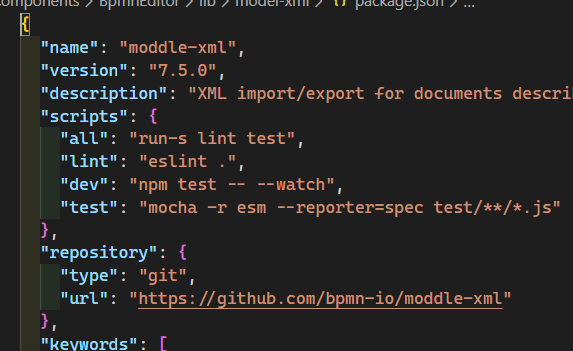 components > BpmnEditor > lib > model-xml > {} package.json > ...
{
"name": "moddle-xml",
"version": "7.5.0",
"description": "XML import/export for documents descri
"scripts": {
"all": "run-s lint test",
"lint": "eslint .",
"dev": "npm test -- --watch",
"test": "mocha -r esm --reporter=spec test/**/*.js"
},
"repository": {
"type": "git",
"url": "https://github.com/bpmn-io/moddle-xml"
},
"keywords": [